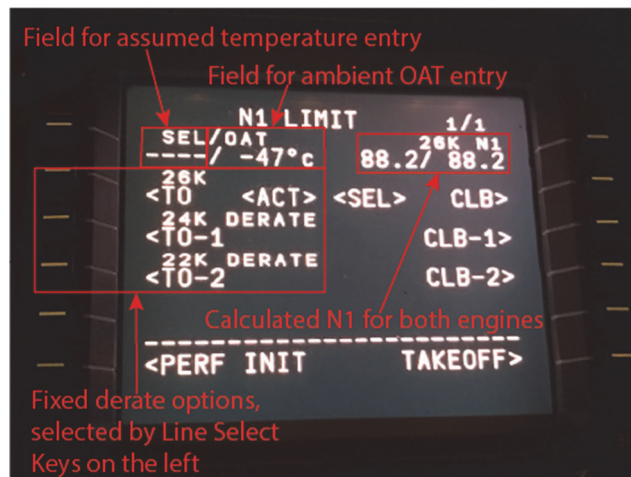 Field for assumed temperature entry
Field for ambient OAT entry
N1 LIMIT 1/1
SEL/OAT 26K N1
----/ -47°c 88.2/ 88.2
26K
<TO <ACT> <SEL> CLB>
24K DERATE
<TO-1 CLB-1>
22K DERATE
<TO-2 CLB-2>
Calculated N1 for both engines
------------------------
<PERF INIT TAKEOFF>
Fixed derate options,
selected by Line Select
Keys on the left